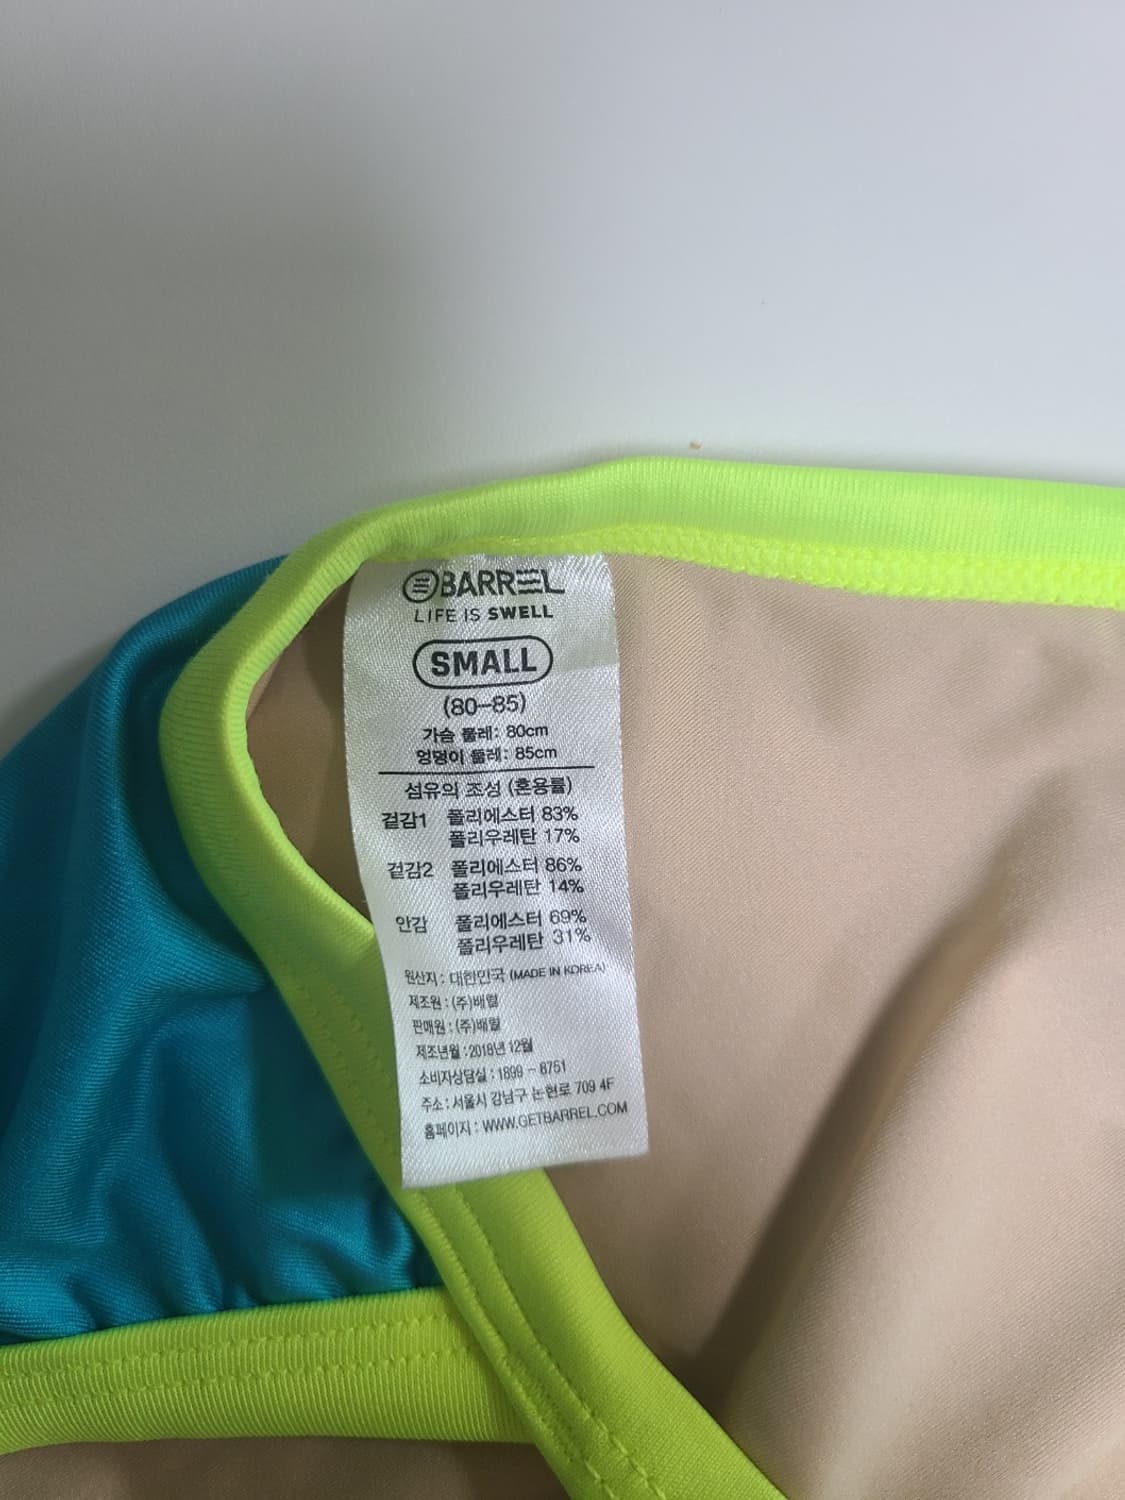 BARREL
LIFE IS SWELL
SMALL
(80-85)
가슴 둘레: 80cm
엉덩이 둘레: 85cm
섬유의 조성 (혼용률)
겉감1 폴리에스터 83%
폴리우레탄 17%
겉감2 폴리에스터 86%
폴리우레탄 14%
안감 폴리에스터 69%
폴리우레탄 31%
원산지 : 대한민국 (MADE IN KOREA)
제조원 : (주)배럴
판매원 : (주)배럴
제조년월 : 2018년 12월
소비자상담실 : 1899 - 8751
주소 : 서울시 강남구 논현로 709 4F
홈페이지 : WWW.GETBARREL.COM